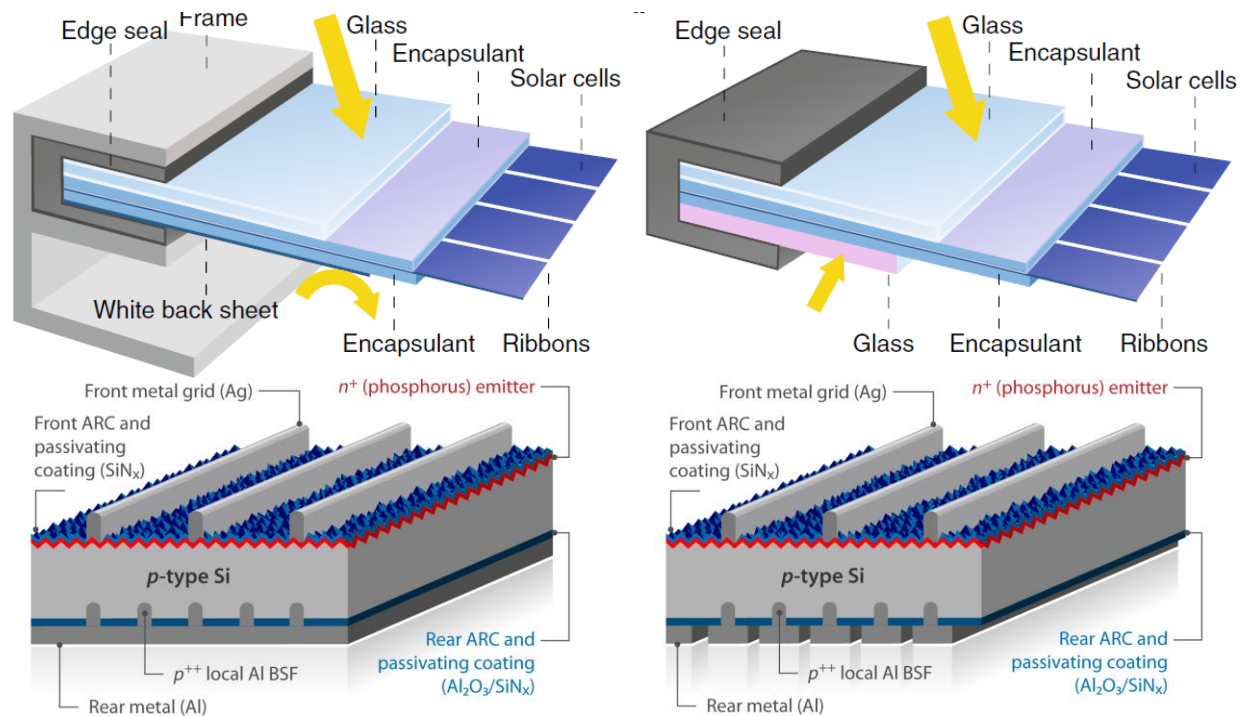 Frame
Edge seal
Glass
Encapsulant
Solar cells
White back sheet
Encapsulant
Ribbons
Edge seal
Glass
Encapsulant
Solar cells
Glass
Encapsulant
Ribbons
Front metal grid (Ag)
n⁺ (phosphorus) emitter
Front ARC and
passivating
coating (SiNₓ)
p-type Si
Rear ARC and
passivating coating
(Al₂O₃/SiNₓ)
p⁺⁺ local Al BSF
Rear metal (Al)
Front metal grid (Ag)
n⁺ (phosphorus) emitter
Front ARC and
passivating
coating (SiNₓ)
p-type Si
Rear ARC and
passivating coating
(Al₂O₃/SiNₓ)
p⁺⁺ local Al BSF
Rear metal (Al)